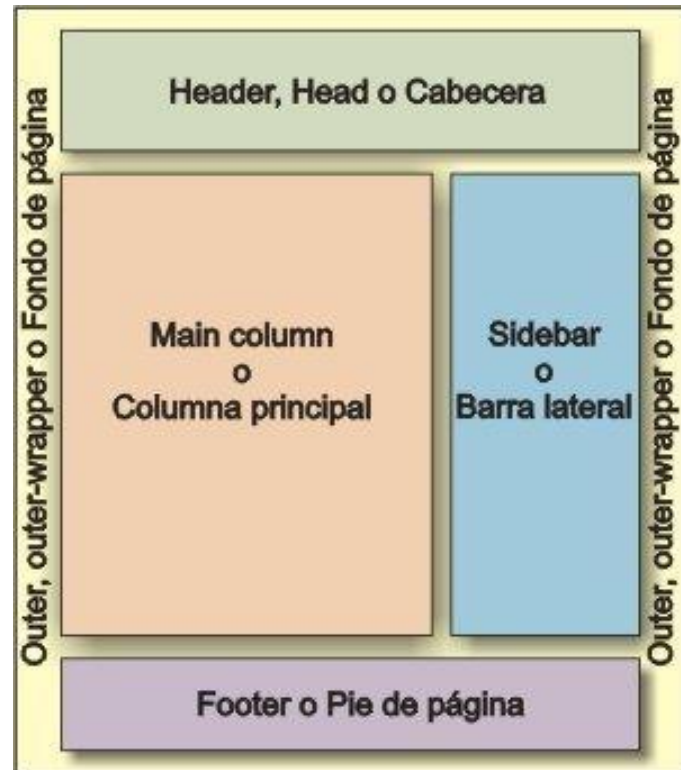 Header, Head o Cabecera
Outer, outer-wrapper o Fondo de página
Main column
o
Columna principal
Sidebar
o
Barra lateral
Outer, outer-wrapper o Fondo de página
Footer o Pie de página